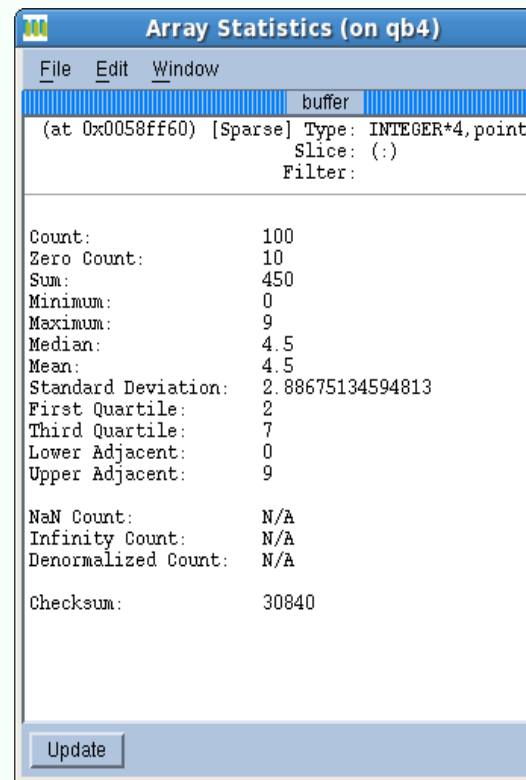 Array Statistics (on qb4)
File Edit Window
buffer
(at 0x0058ff60) [Sparse] Type: INTEGER*4,point
Slice: (:)
Filter:
Count: 100
Zero Count: 10
Sum: 450
Minimum: 0
Maximum: 9
Median: 4.5
Mean: 4.5
Standard Deviation: 2.88675134594813
First Quartile: 2
Third Quartile: 7
Lower Adjacent: 0
Upper Adjacent: 9
NaN Count: N/A
Infinity Count: N/A
Denormalized Count: N/A
Checksum: 30840
Update